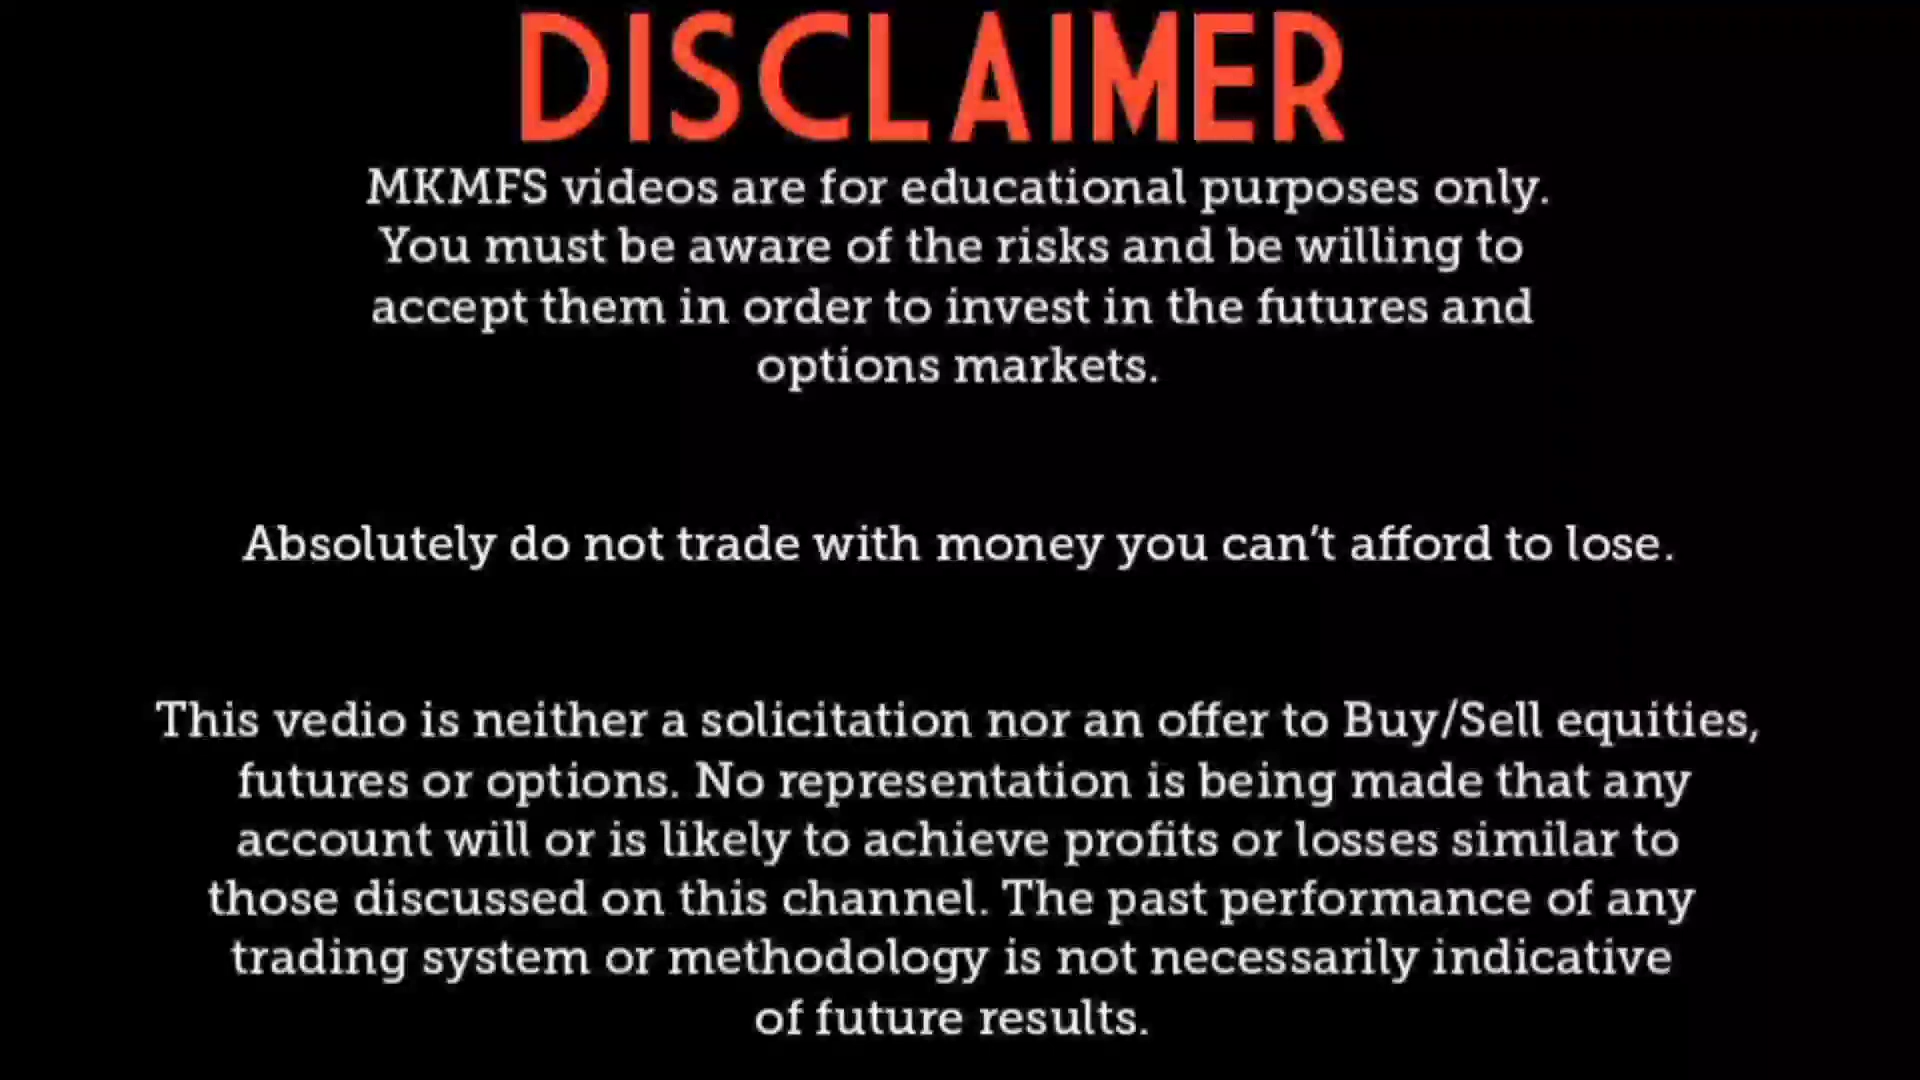 DISCLAIMER
MKMFS videos are for educational purposes only.
You must be aware of the risks and be willing to
accept them in order to invest in the futures and
options markets.
Absolutely do not trade with money you can't afford to lose.
This vedio is neither a solicitation nor an offer to Buy/Sell equities,
futures or options. No representation is being made that any
account will or is likely to achieve profits or losses similar to
those discussed on this channel. The past performance of any
trading system or methodology is not necessarily indicative
of future results.